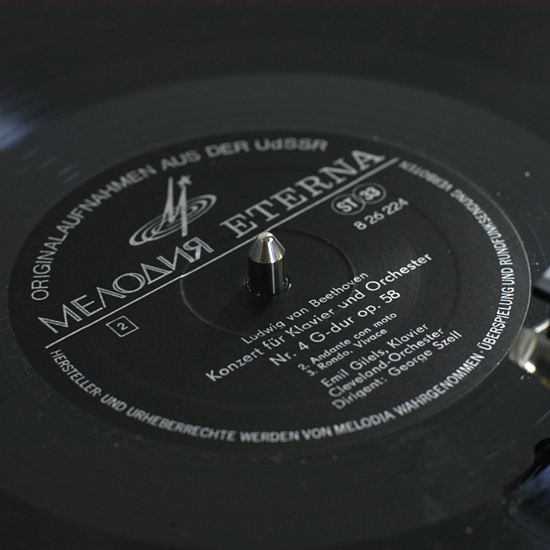 ORIGINALAUFNAHMEN AUS DER UdSSR
МЕЛОДИЯ ETERNA
ST 33
8 26 224
2
Ludwig van Beethoven
Konzert für Klavier und Orchester
Nr. 4 G-dur op. 58
2. Andante con moto
3. Rondo, Vivace
Emil Gilels, Klavier
Cleveland-Orchester
Dirigent: George Szell
HERSTELLER- UND URHEBERRECHTE WERDEN VON MELODIA WAHRGENOMMEN ÜBERSPIELUNG UND RUNDFUNKSENDUNG VERBOTEN